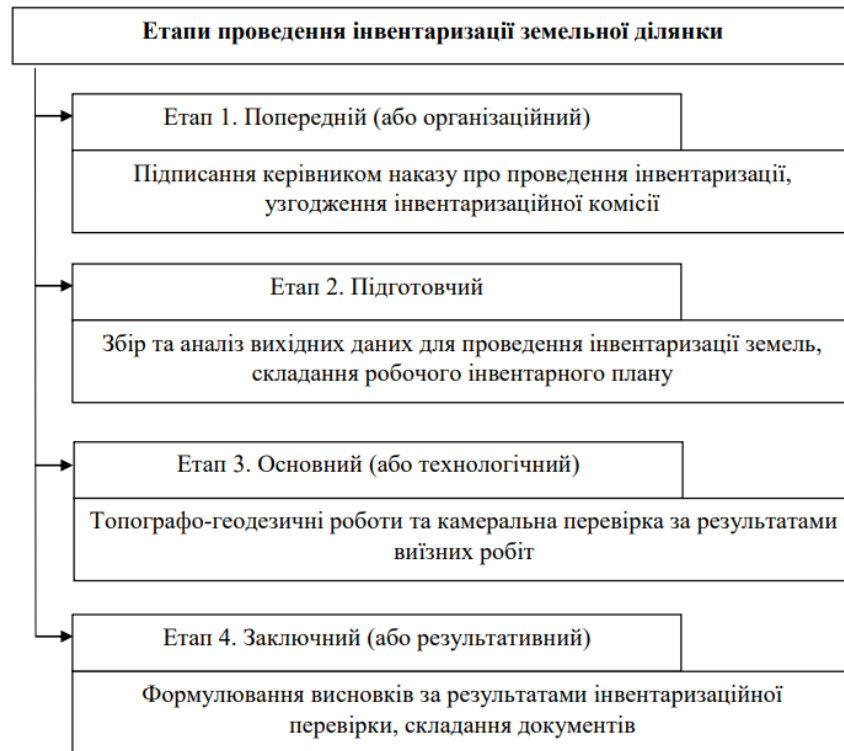 Етапи проведення інвентаризації земельної ділянки
Етап 1. Попередній (або організаційний)
Підписання керівником наказу про проведення інвентаризації,
узгодження інвентаризаційної комісії
Етап 2. Підготовчий
Збір та аналіз вихідних даних для проведення інвентаризації земель,
складання робочого інвентарного плану
Етап 3. Основний (або технологічний)
Топографо-геодезичні роботи та камеральна перевірка за результатами
виїзних робіт
Етап 4. Заключний (або результативний)
Формулювання висновків за результатами інвентаризаційної
перевірки, складання документів